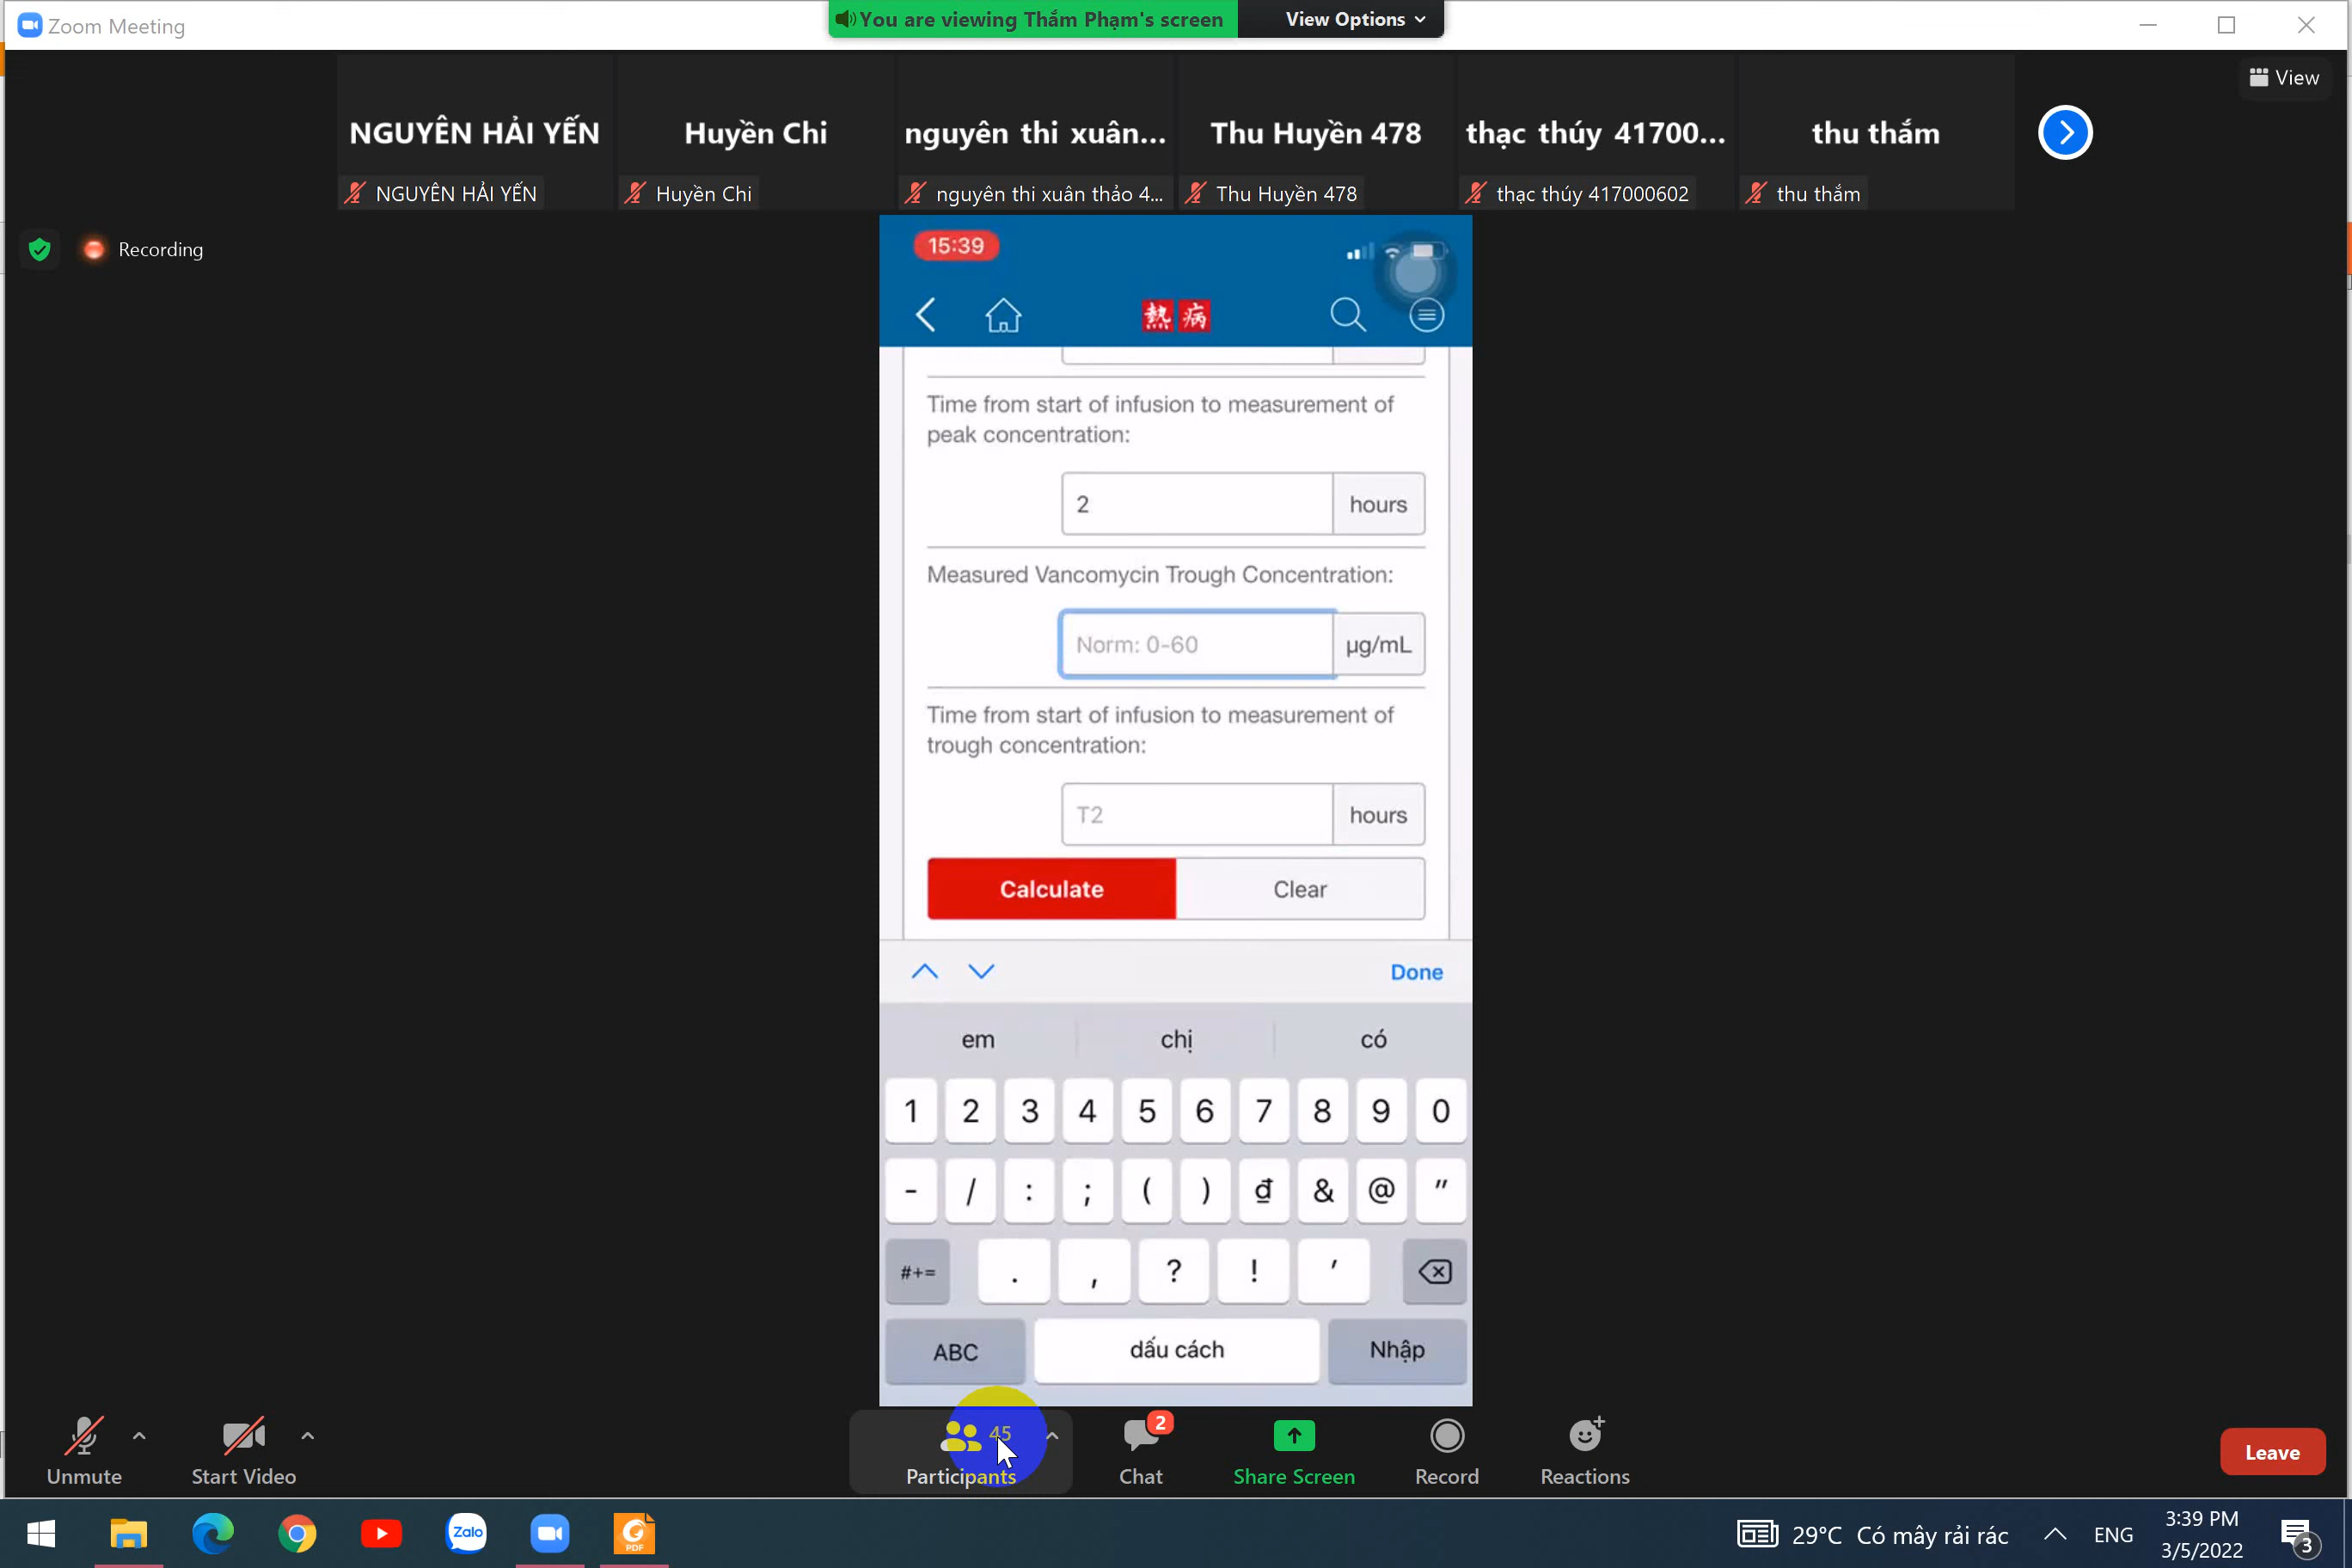 Zoom Meeting
You are viewing Thắm Phạm's screen
View Options
View
NGUYÊN HẢI YẾN
Huyền Chi
nguyên thi xuân...
Thu Huyền 478
thạc thúy 41700...
thu thắm
NGUYÊN HẢI YẾN
Huyền Chi
nguyên thi xuân thảo 4...
Thu Huyền 478
thạc thúy 417000602
thu thắm
Recording
15:39
熱病
Time from start of infusion to measurement of
peak concentration:
2
hours
Measured Vancomycin Trough Concentration:
Norm: 0-60
µg/mL
Time from start of infusion to measurement of
trough concentration:
T2
hours
Calculate
Clear
Done
em
chị
có
1 2 3 4 5 6 7 8 9 0
- / : ; ( ) ₫ & @ "
#+= . , ? ! '
ABC
dấu cách
Nhập
Unmute
Start Video
45
Participants
2
Chat
Share Screen
Record
Reactions
Leave
Zalo
PDF
29°C Có mây rải rác
ENG
3:39 PM
3/5/2022
3